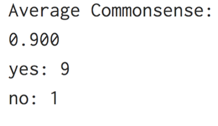 Average Commonsense:
0.900
yes: 9
no: 1